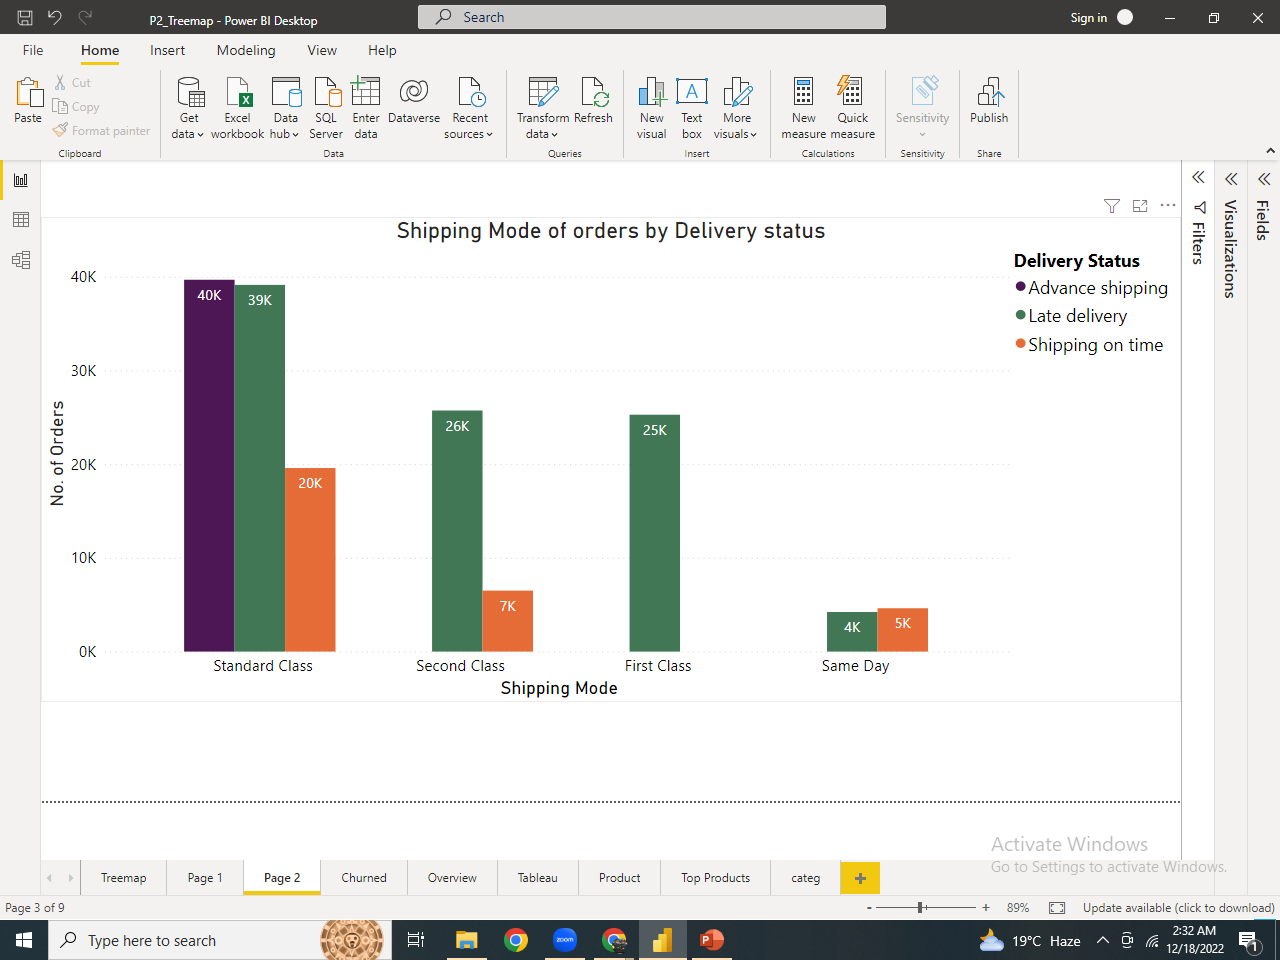 P2_Treemap - Power BI Desktop
Search
Sign in
File Home Insert Modeling View Help
Paste
Cut
Copy
Format painter
Clipboard
Get data
Excel workbook
Data hub
SQL Server
Enter data
Dataverse
Recent sources
Data
Transform data
Refresh
Queries
New visual
Text box
More visuals
Insert
New measure
Quick measure
Calculations
Sensitivity
Sensitivity
Publish
Share
Filters
Visualizations
Fields
Shipping Mode of orders by Delivery status
Delivery Status
Advance shipping
Late delivery
Shipping on time
No. of Orders
40K
30K
20K
10K
0K
40K 39K 20K
26K 7K
25K
4K 5K
Standard Class Second Class First Class Same Day
Shipping Mode
Activate Windows
Go to Settings to activate Windows.
Treemap Page 1 Page 2 Churned Overview Tableau Product Top Products categ +
Page 3 of 9
- + 89%
Update available (click to download)
Type here to search
zoom
19°C Haze
2:32 AM
12/18/2022
1